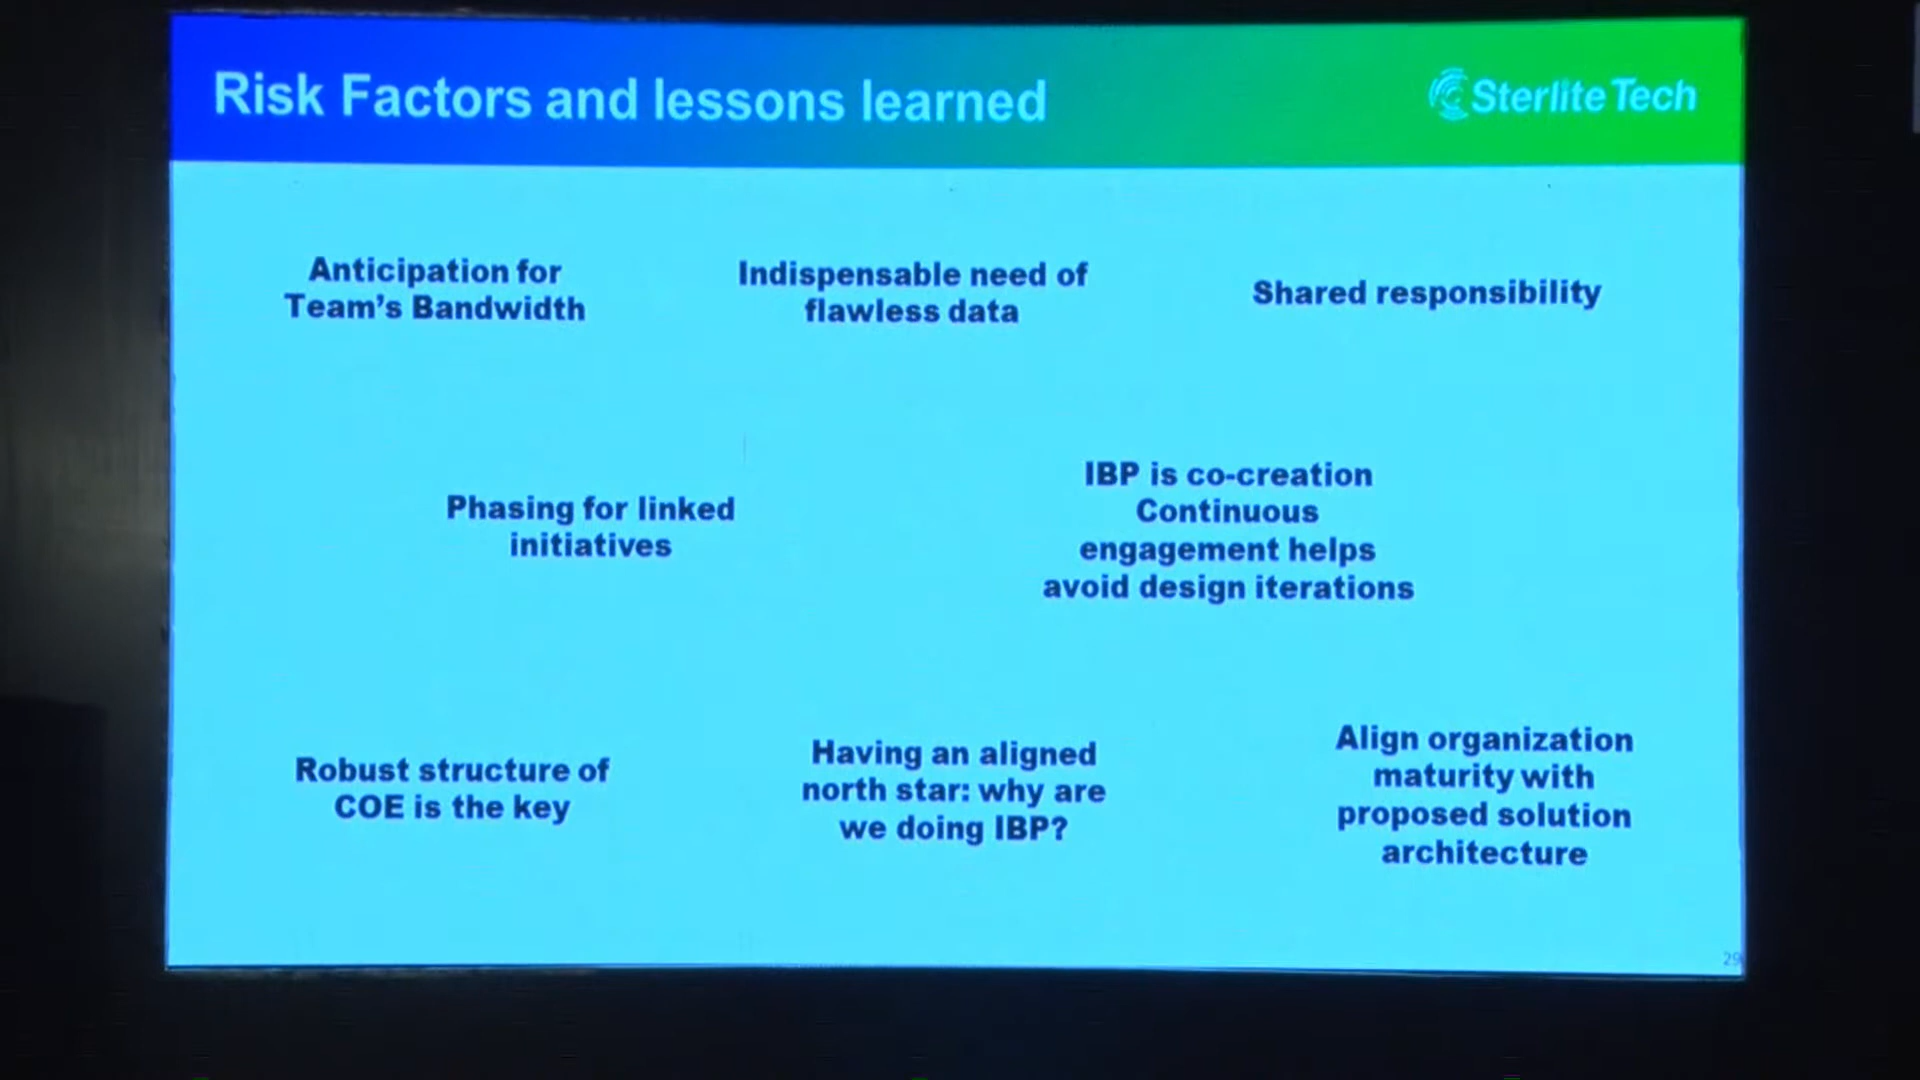 Risk Factors and lessons learned
Sterlite Tech
Anticipation for
Team's Bandwidth
Indispensable need of
flawless data
Shared responsibility
Phasing for linked
initiatives
IBP is co-creation
Continuous
engagement helps
avoid design iterations
Robust structure of
COE is the key
Having an aligned
north star: why are
we doing IBP?
Align organization
maturity with
proposed solution
architecture
29